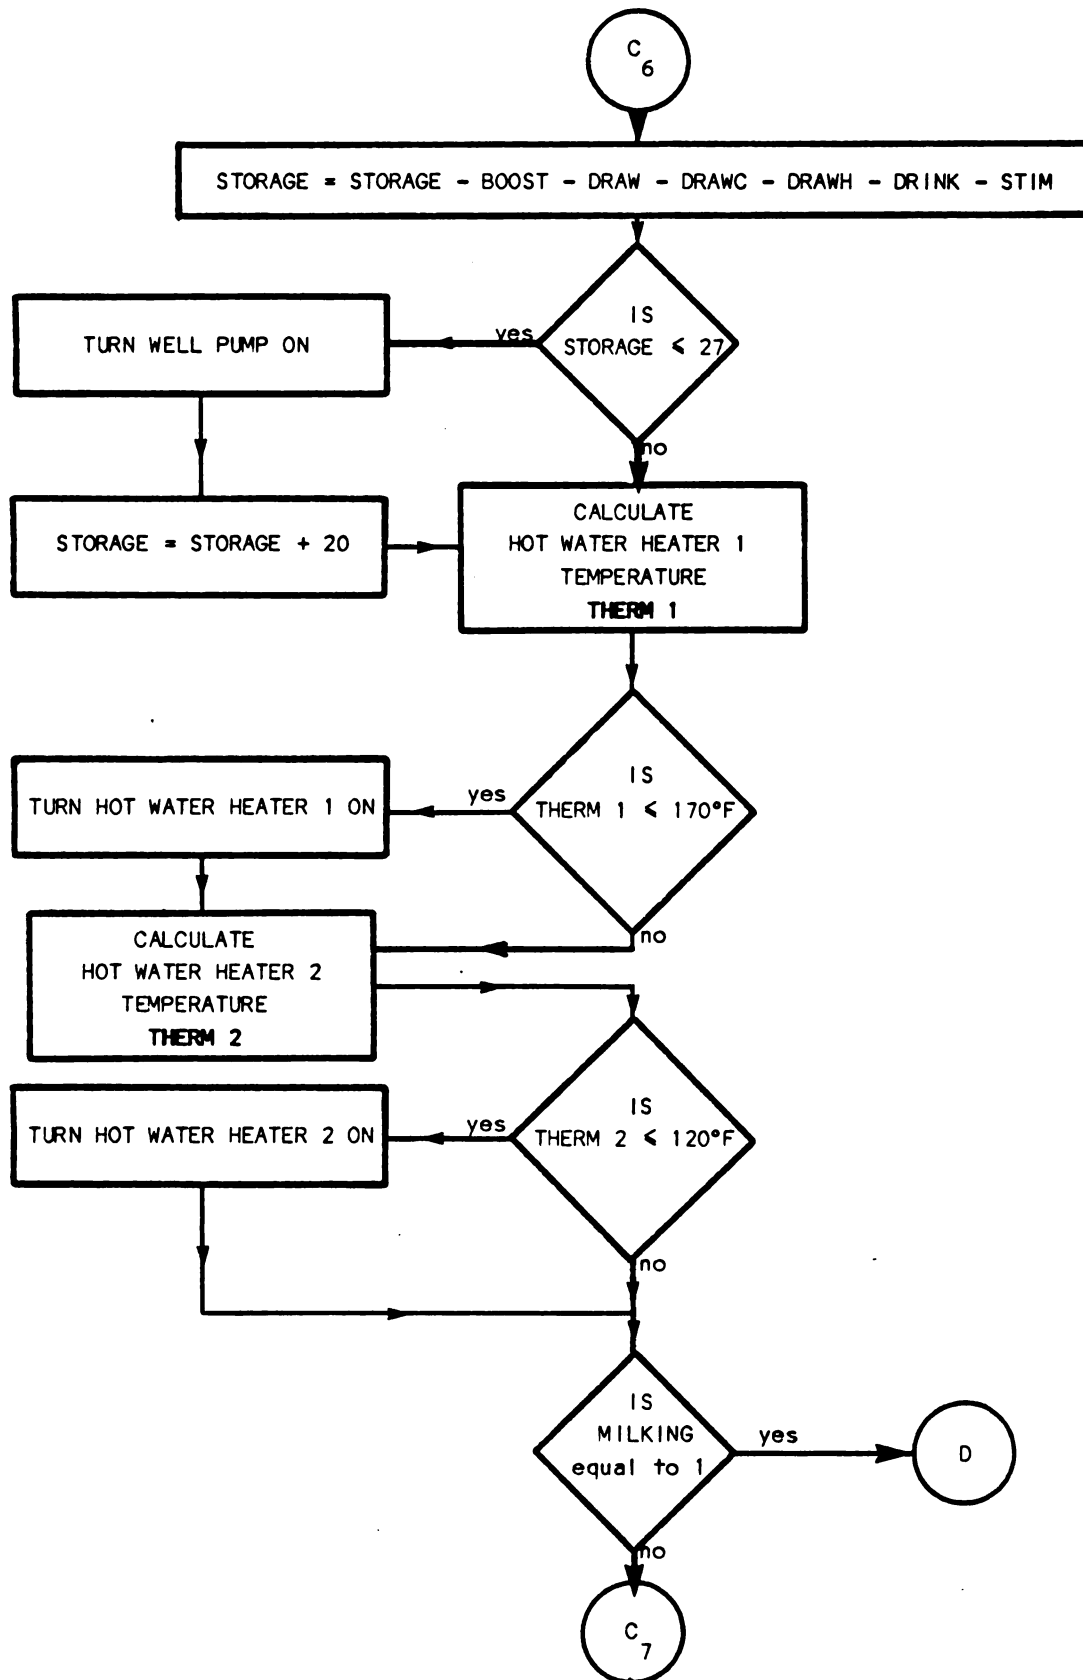 C
6
STORAGE = STORAGE - BOOST - DRAW - DRAWC - DRAWH - DRINK - STIM
IS
STORAGE ≤ 27
yes
TURN WELL PUMP ON
no
STORAGE = STORAGE + 20
CALCULATE
HOT WATER HEATER 1
TEMPERATURE
THERM 1
IS
THERM 1 ≤ 170°F
yes
TURN HOT WATER HEATER 1 ON
no
CALCULATE
HOT WATER HEATER 2
TEMPERATURE
THERM 2
IS
THERM 2 ≤ 120°F
yes
TURN HOT WATER HEATER 2 ON
no
IS
MILKING
equal to 1
yes
D
no
C
7